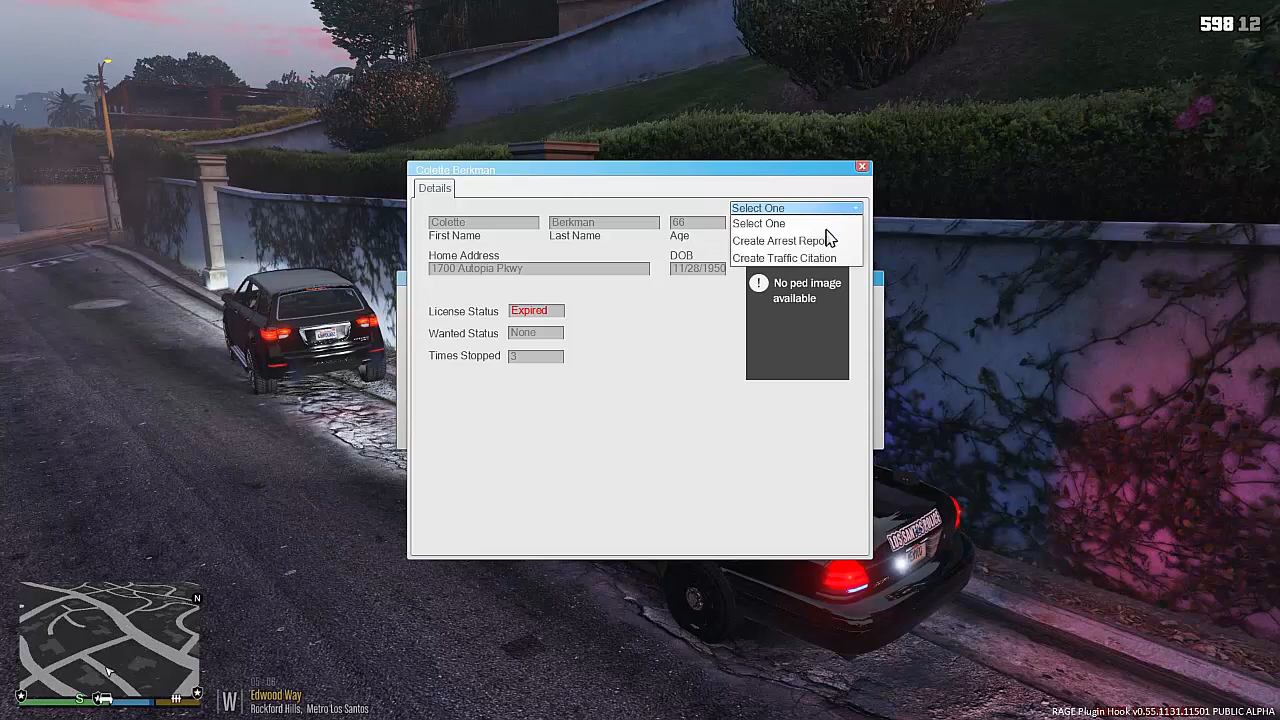 598 12
Colette Berkman
Details
Select One
Select One
Create Arrest Repo
Create Traffic Citation
Colette
Berkman
66
First Name
Last Name
Age
Home Address
DOB
1700 Autopia Pkwy
11/28/1950
No ped image
available
License Status
Expired
Wanted Status
None
Times Stopped
3
LOS SANTOS POLICE
N
S
W
Edwood Way
Rockford Hills, Metro Los Santos
RAGE Plugin Hook v0.55.1131.11501 PUBLIC ALPHA